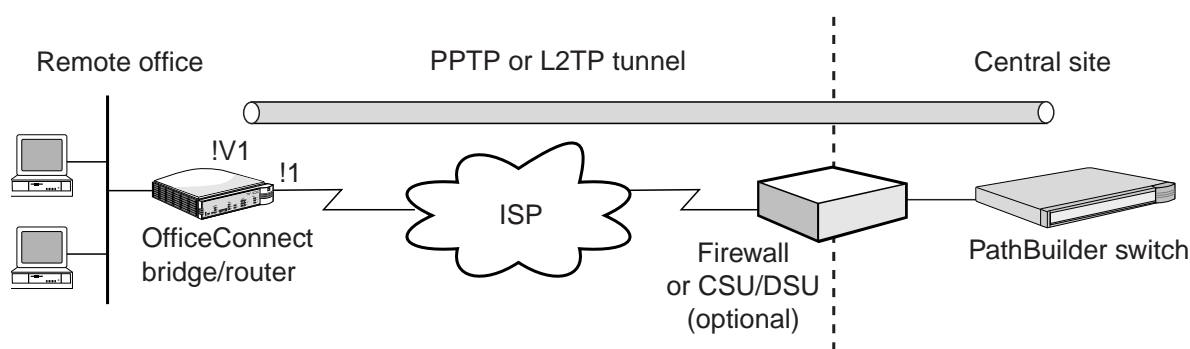 Remote office
PPTP or L2TP tunnel
Central site
!V1
!1
OfficeConnect
bridge/router
ISP
Firewall
or CSU/DSU
(optional)
PathBuilder switch